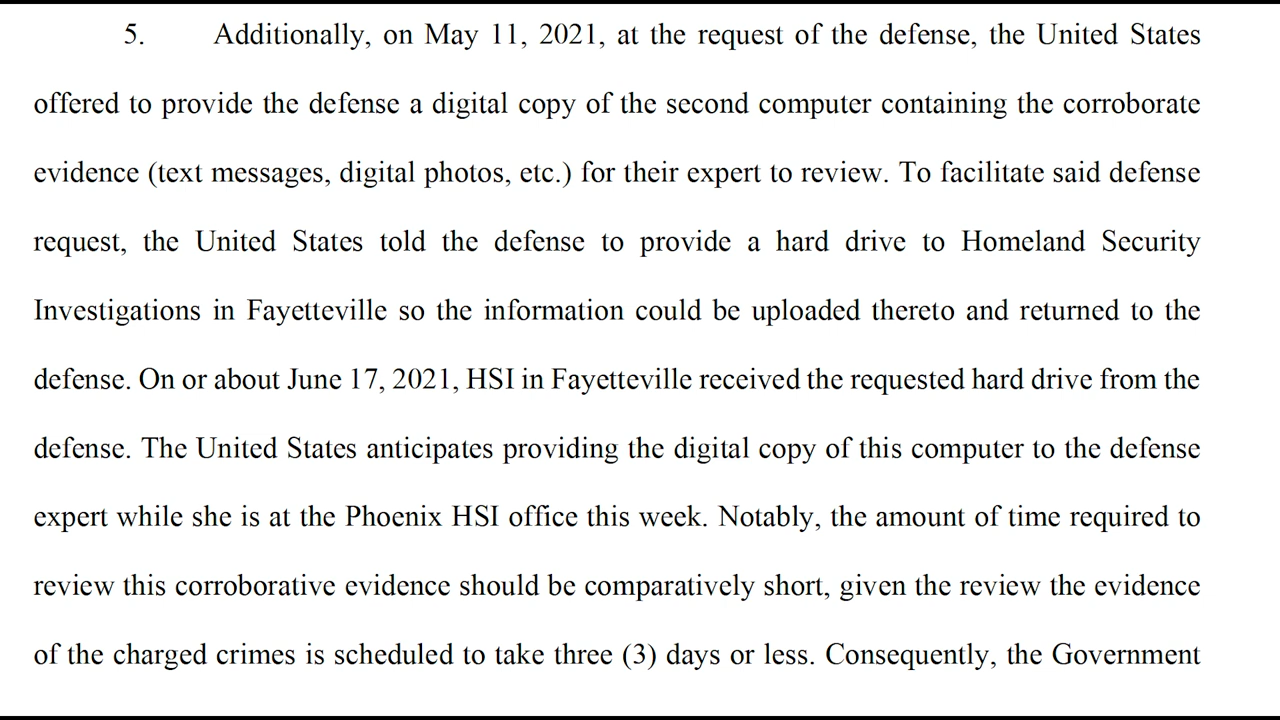 5. Additionally, on May 11, 2021, at the request of the defense, the United States
offered to provide the defense a digital copy of the second computer containing the corroborate
evidence (text messages, digital photos, etc.) for their expert to review. To facilitate said defense
request, the United States told the defense to provide a hard drive to Homeland Security
Investigations in Fayetteville so the information could be uploaded thereto and returned to the
defense. On or about June 17, 2021, HSI in Fayetteville received the requested hard drive from the
defense. The United States anticipates providing the digital copy of this computer to the defense
expert while she is at the Phoenix HSI office this week. Notably, the amount of time required to
review this corroborative evidence should be comparatively short, given the review the evidence
of the charged crimes is scheduled to take three (3) days or less. Consequently, the Government